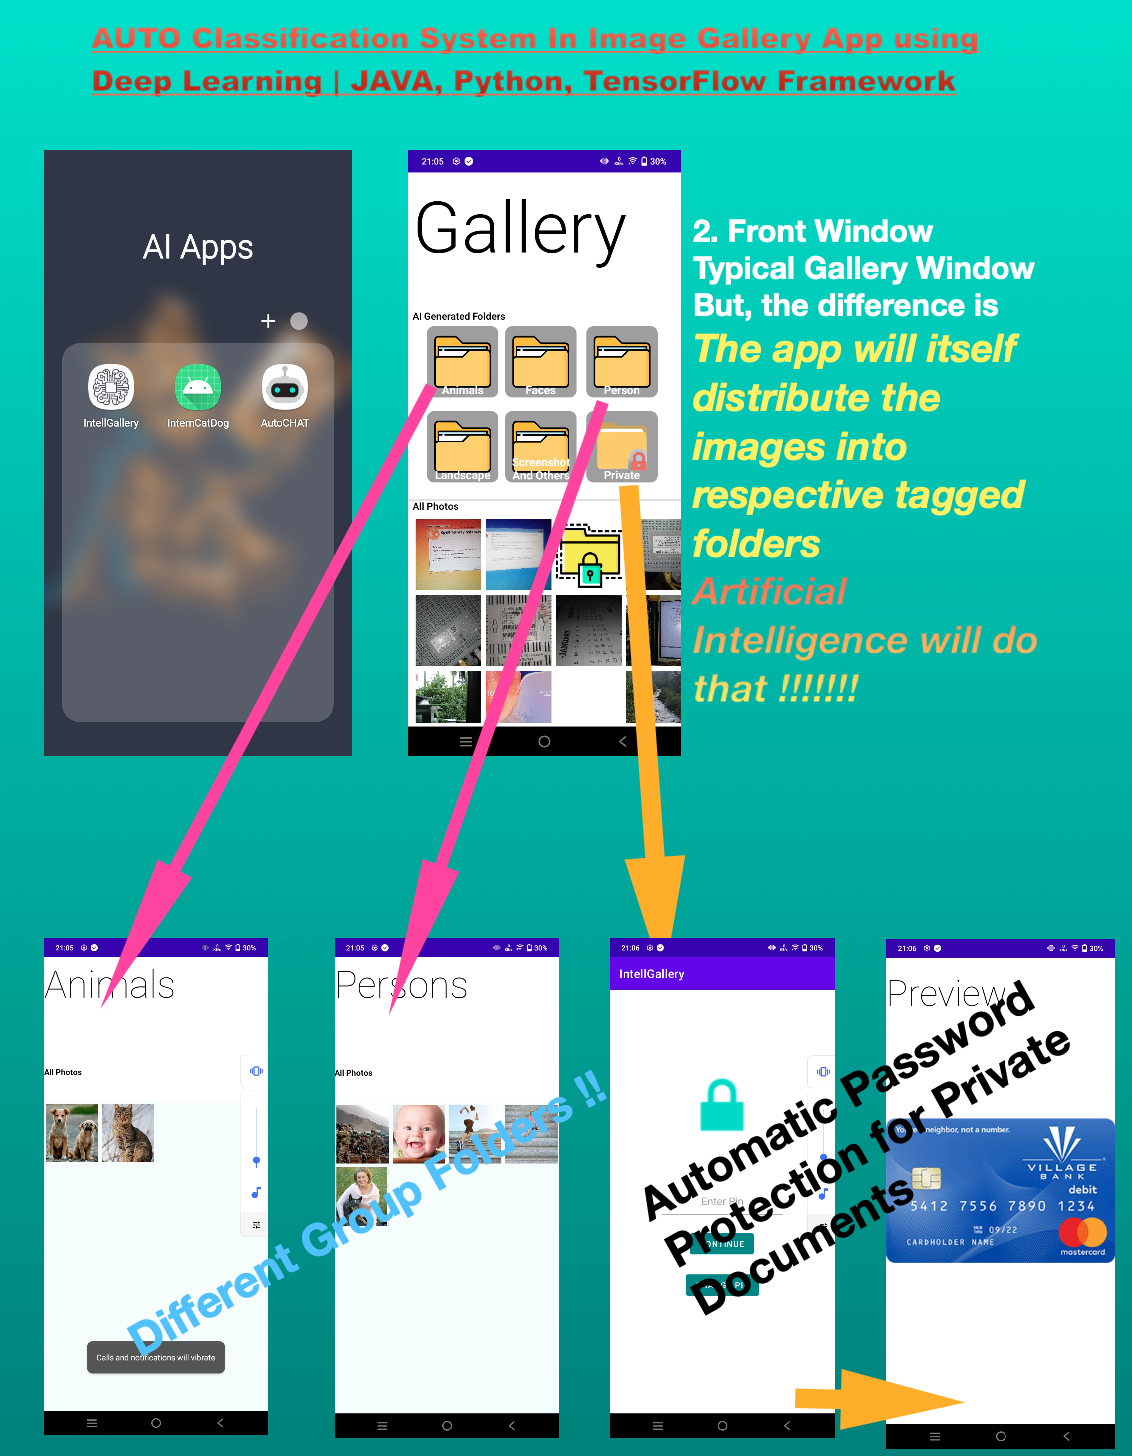 AUTO Classification System In Image Gallery App using
Deep Learning | JAVA, Python, TensorFlow Framework
AI Apps
+
IntellGallery
InternCatDog
AutoCHAT
21:05
30%
Gallery
AI Generated Folders
Animals
Faces
Person
Landscape
Screenshot
And Others
Private
All Photos
2. Front Window
Typical Gallery Window
But, the difference is
The app will itself
distribute the
images into
respective tagged
folders
Artificial
Intelligence will do
that !!!!!!!
21:05
30%
Animals
All Photos
Calls and notifications will vibrate
21:05
30%
Persons
All Photos
Different Group Folders !!
21:06
30%
IntellGallery
Enter Pin
CONTINUE
Automatic Password
Protection for Private
Documents
21:06
30%
Preview
You're a neighbor, not a number.
VILLAGE
BANK
debit
5412 7556 7890 1234
VALID
THRU
09/22
CARDHOLDER NAME
mastercard